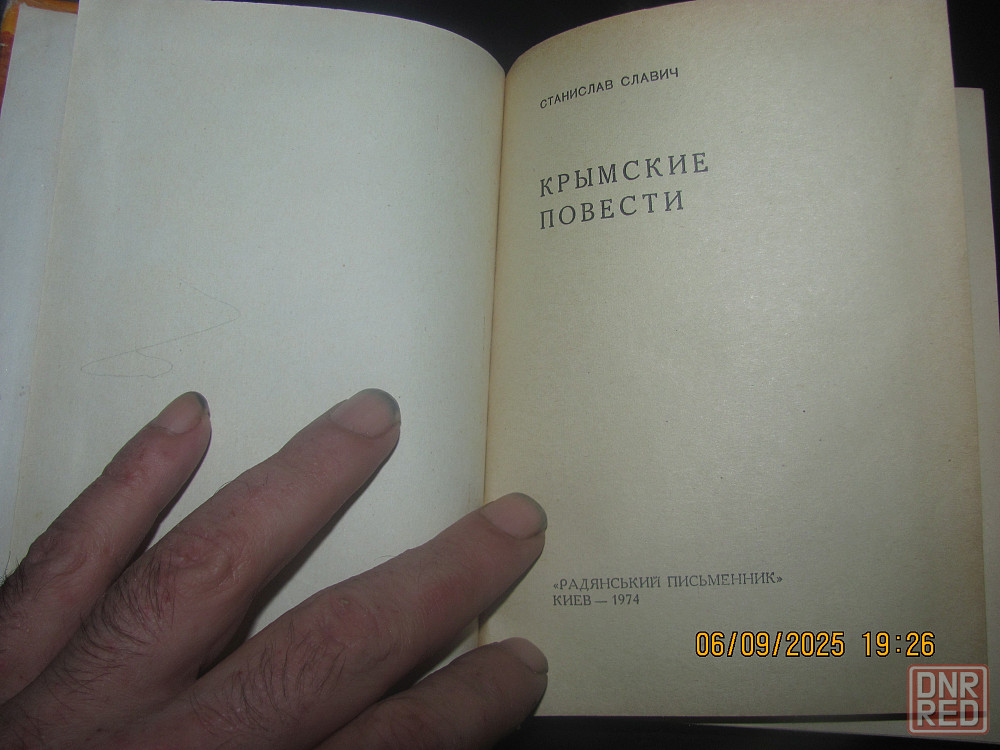 СТАНИСЛАВ СЛАВИЧ
КРЫМСКИЕ
ПОВЕСТИ
«РАДЯНСЬКИЙ ПИСЬМЕННИК»
КИЕВ — 1974
06/09/2025 19:26
DNR
RED